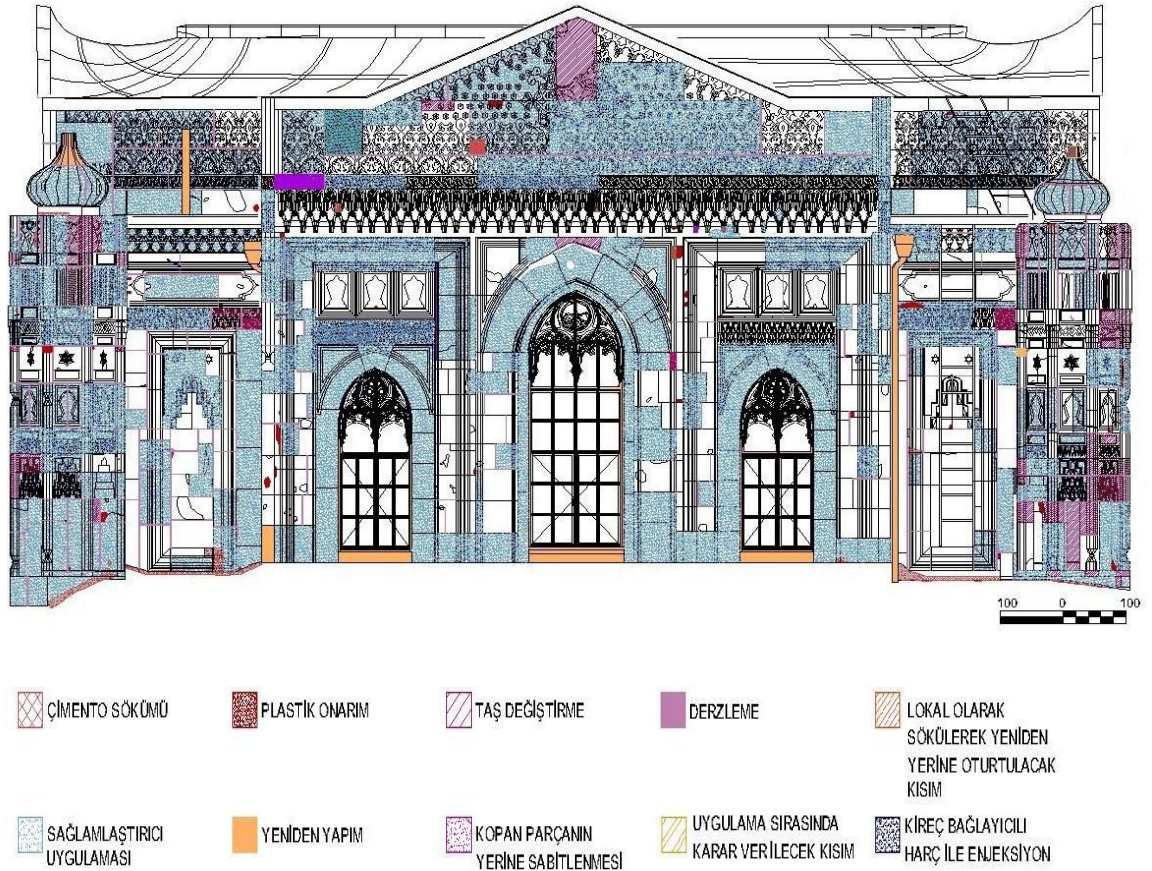 100 0 100
ÇİMENTO SÖKÜMÜ
PLASTİK ONARIM
TAŞ DEĞİŞTİRME
DERZLEME
LOKAL OLARAK
SÖKÜLEREK YENİDEN
YERİNE OTURTULACAK
KISIM
SAĞLAMLAŞTIRICI
UYGULAMASI
YENİDEN YAPIM
KOPAN PARÇANIN
YERİNE SABİTLENMESİ
UYGULAMA SIRASINDA
KARAR VERİLECEK KISIM
KİREÇ BAĞLAYICILI
HARÇ İLE ENJEKSİYON